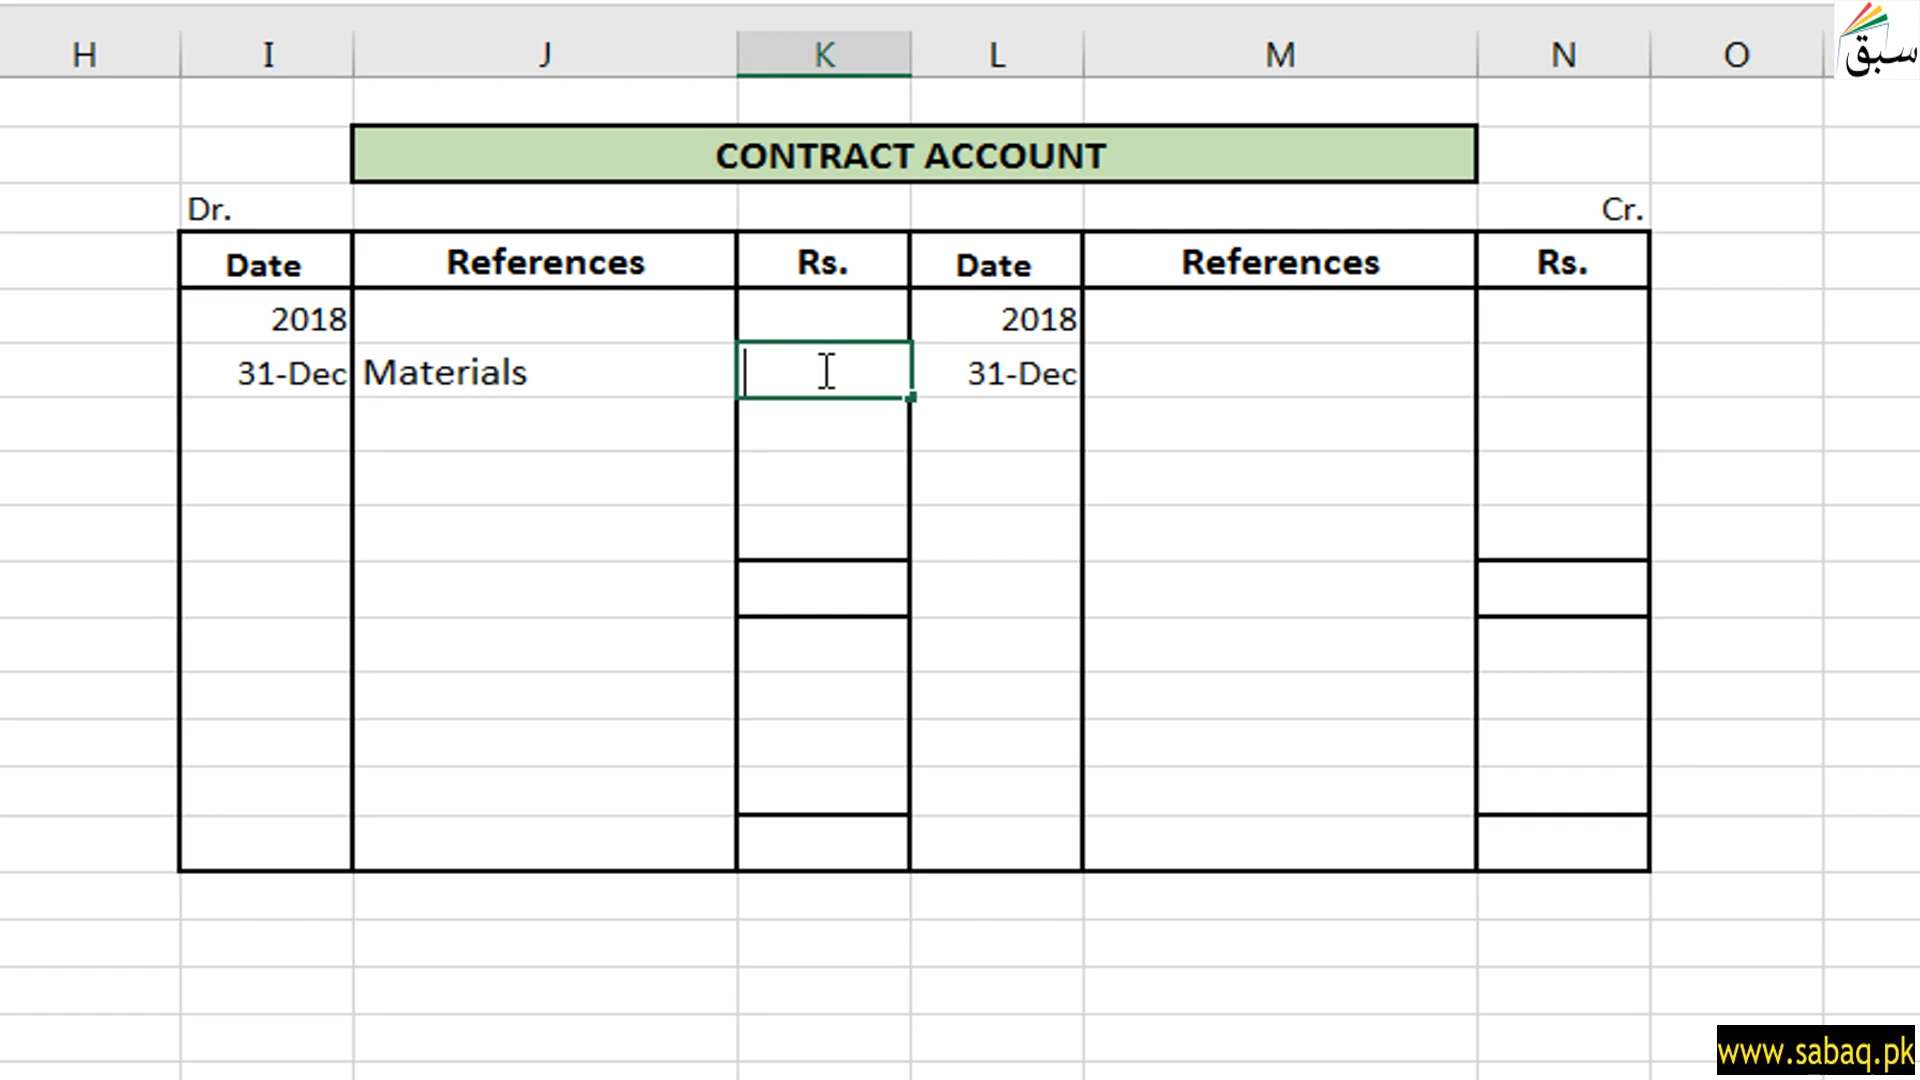 H I J K L M N O
سبق
CONTRACT ACCOUNT
Dr. Cr.
Date References Rs. Date References Rs.
2018 2018
31-Dec Materials 31-Dec
www.sabaq.pk